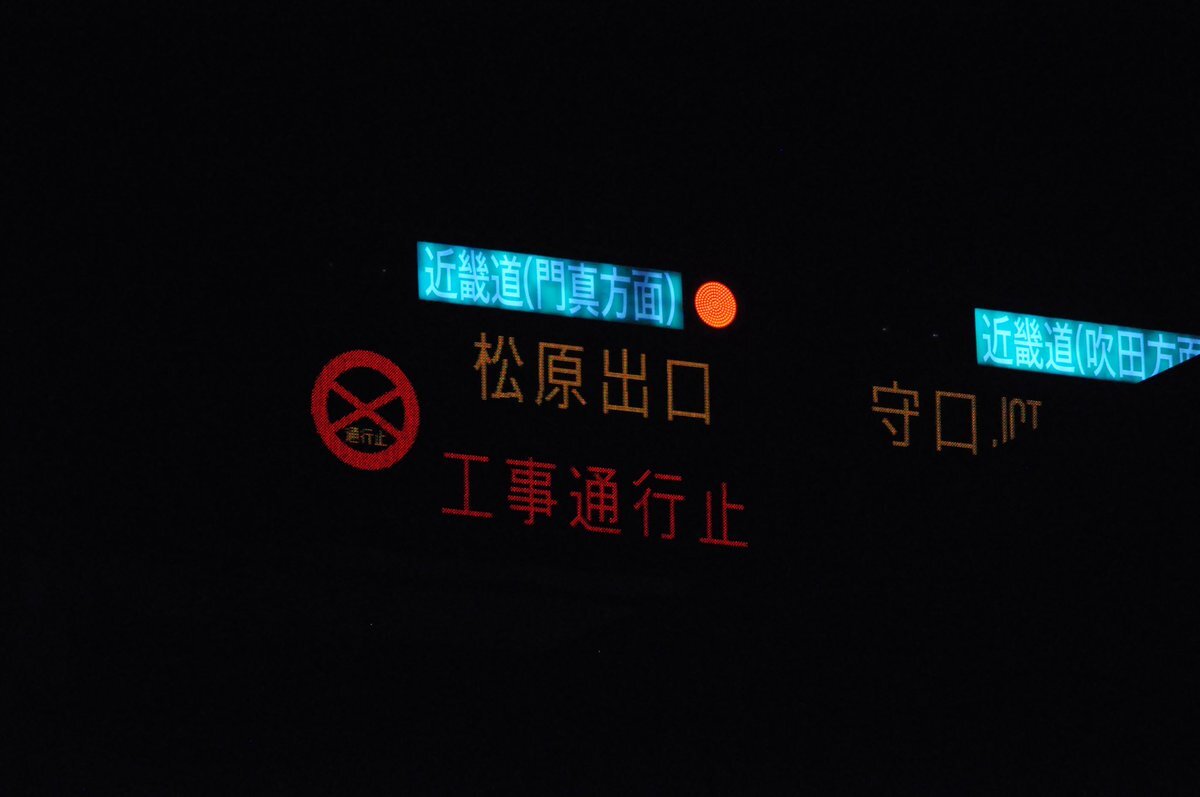 近畿道(門真方面)
松原出口
通行止
工事通行止
近畿道(吹田方面
守口JCT